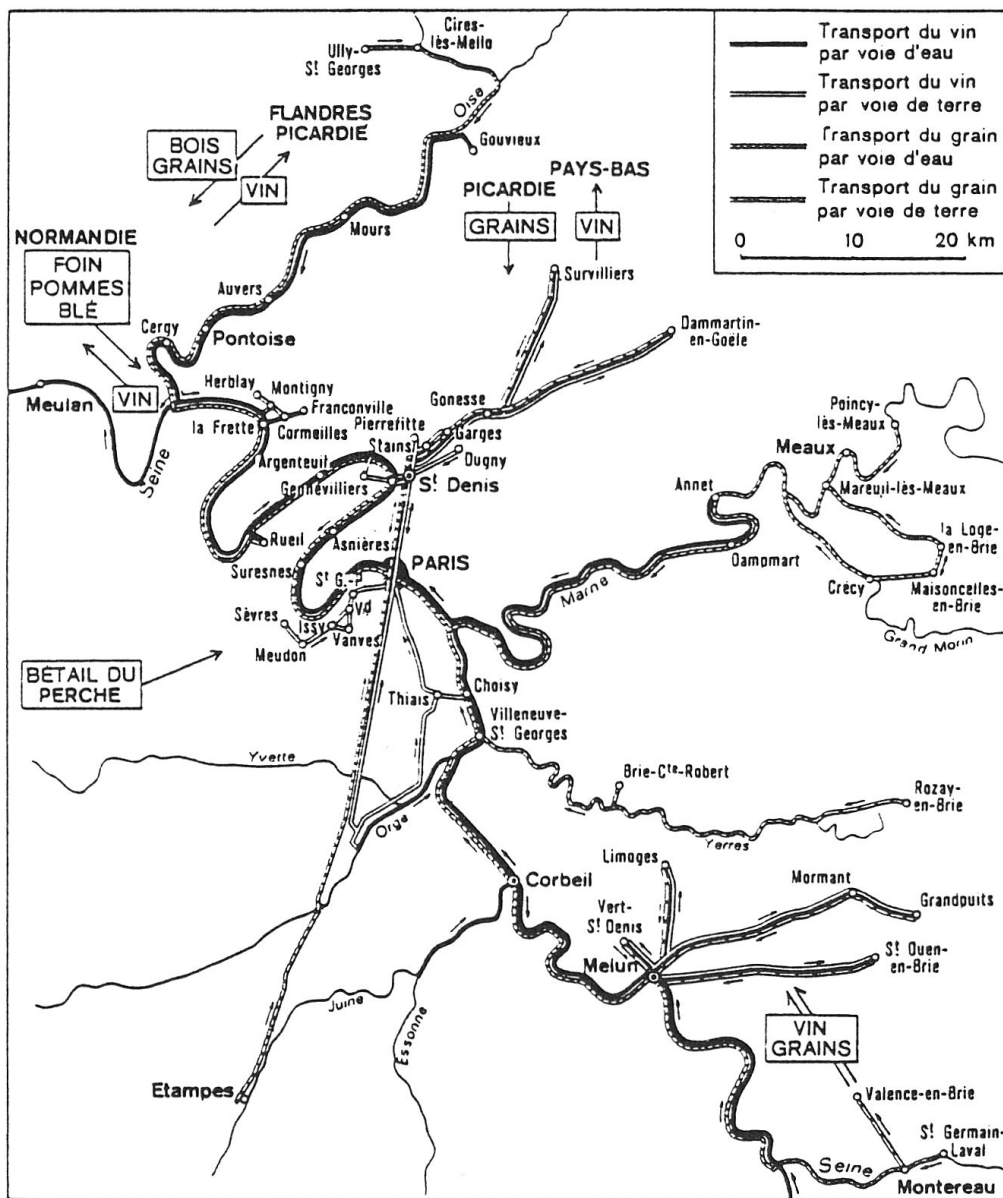 Cires-
lès-Mello
Ully-
St Georges
Transport du vin
par voie d'eau
Transport du vin
par voie de terre
Transport du grain
par voie d'eau
Transport du grain
par voie de terre
0 10 20 km
Oise
FLANDRES
PICARDIE
BOIS
GRAINS
VIN
Gouvieux
PAYS-BAS
PICARDIE
GRAINS
VIN
Mours
NORMANDIE
FOIN
POMMES
BLÉ
Survilliers
Auvers
Cergy
Pontoise
Dammartin-
en-Goële
VIN
Meulan
Herblay
Montigny
Franconville
la Frette
Cormeilles
Gonesse
Pierrefitte
Garges
Stains
Dugny
Poincy-
lès-Meaux
Meaux
Seine
Argenteuil
Gennevilliers
St Denis
Annet
Mareuil-lès-Meaux
Rueil
Asnières
la Loge-
en-Brie
Suresnes
Dampmart
PARIS
St G.-P
Marne
Crécy
Maisoncelles-
en-Brie
Sèvres
Issy
Vd
Vanves
Meudon
Grand Morin
BÉTAIL DU
PERCHE
Thiais
Choisy
Villeneuve-
St Georges
Yvette
Brie-Cte-Robert
Rozay-
en-Brie
Orge
Yerres
Limoges
Corbeil
Mormant
Vert-
St Denis
Grandpuits
Melun
St Ouen-
en-Brie
Juine
Essonne
VIN
GRAINS
Etampes
Valence-en-Brie
St Germain-
Laval
Seine
Montereau